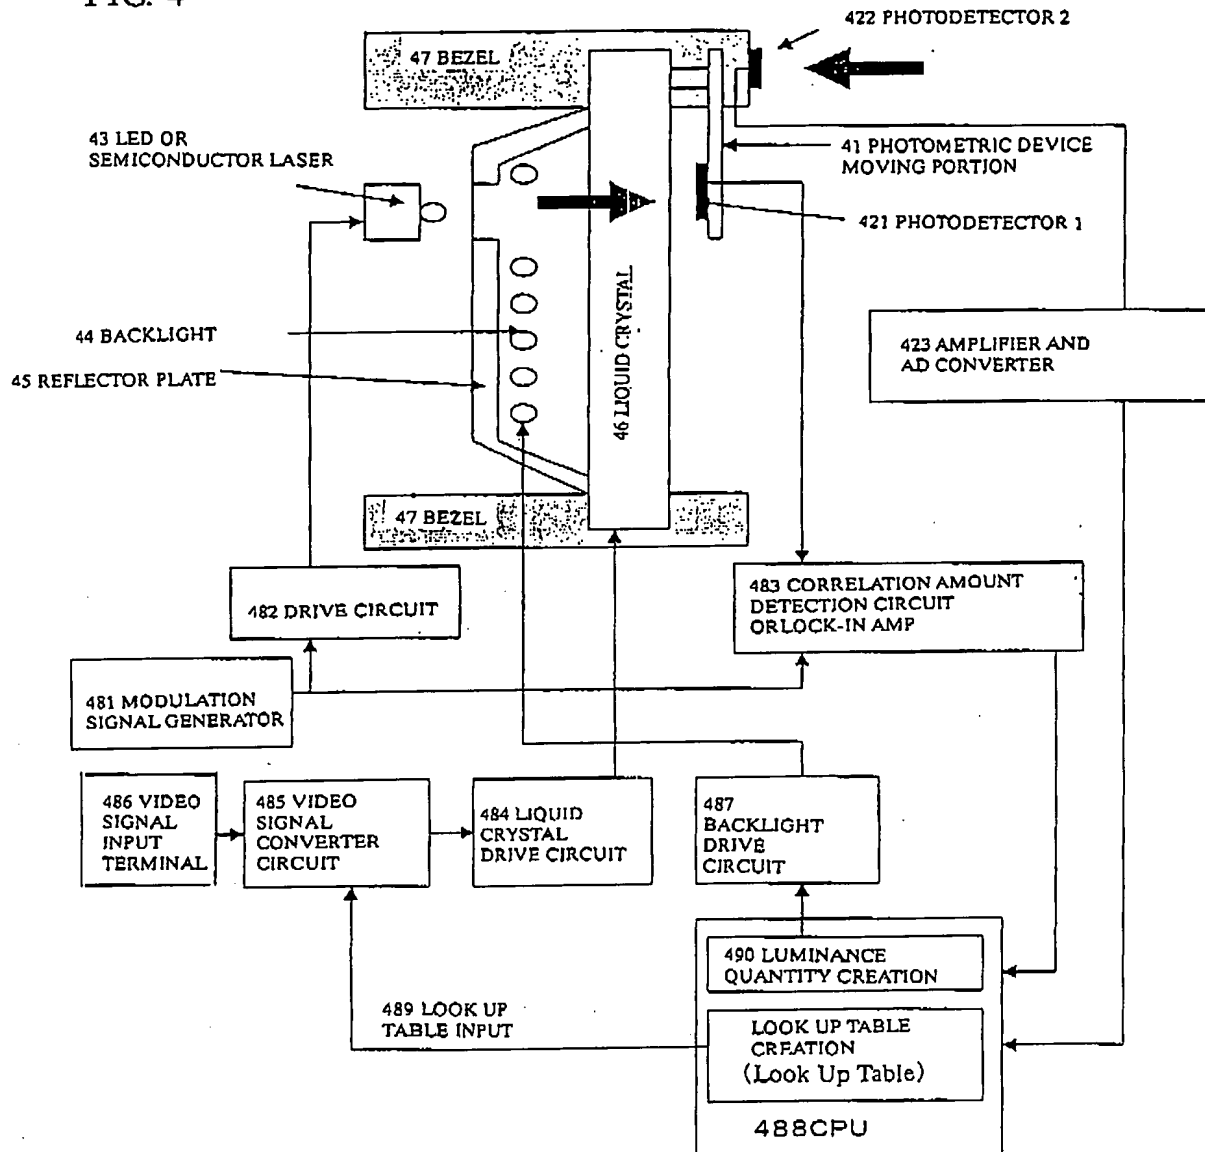 FIG. 4
422 PHOTODETECTOR 2
47 BEZEL
43 LED OR
SEMICONDUCTOR LASER
41 PHOTOMETRIC DEVICE
MOVING PORTION
421 PHOTODETECTOR 1
44 BACKLIGHT
45 REFLECTOR PLATE
46 LIQUID CRYSTAL
423 AMPLIFIER AND
AD CONVERTER
47 BEZEL
482 DRIVE CIRCUIT
483 CORRELATION AMOUNT
DETECTION CIRCUIT
ORLOCK-IN AMP
481 MODULATION
SIGNAL GENERATOR
486 VIDEO
SIGNAL
INPUT
TERMINAL
485 VIDEO
SIGNAL
CONVERTER
CIRCUIT
484 LIQUID
CRYSTAL
DRIVE CIRCUIT
487
BACKLIGHT
DRIVE
CIRCUIT
490 LUMINANCE
QUANTITY CREATION
489 LOOK UP
TABLE INPUT
LOOK UP TABLE
CREATION
(Look Up Table)
488CPU